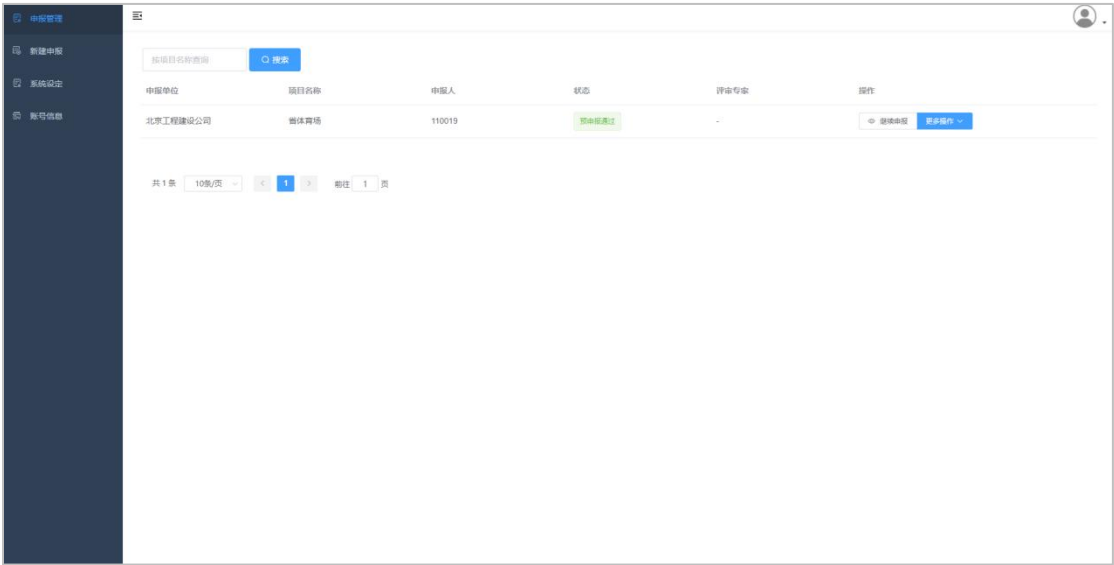 申报管理
新建申报
系统设定
账号信息
按项目名称查询 搜索
申报单位 项目名称 申报人 状态 评审专家 操作
北京工程建设公司 省体育场 110019 预申报通过 - 继续申报 更多操作
共 1 条 10条/页 1 前往 1 页